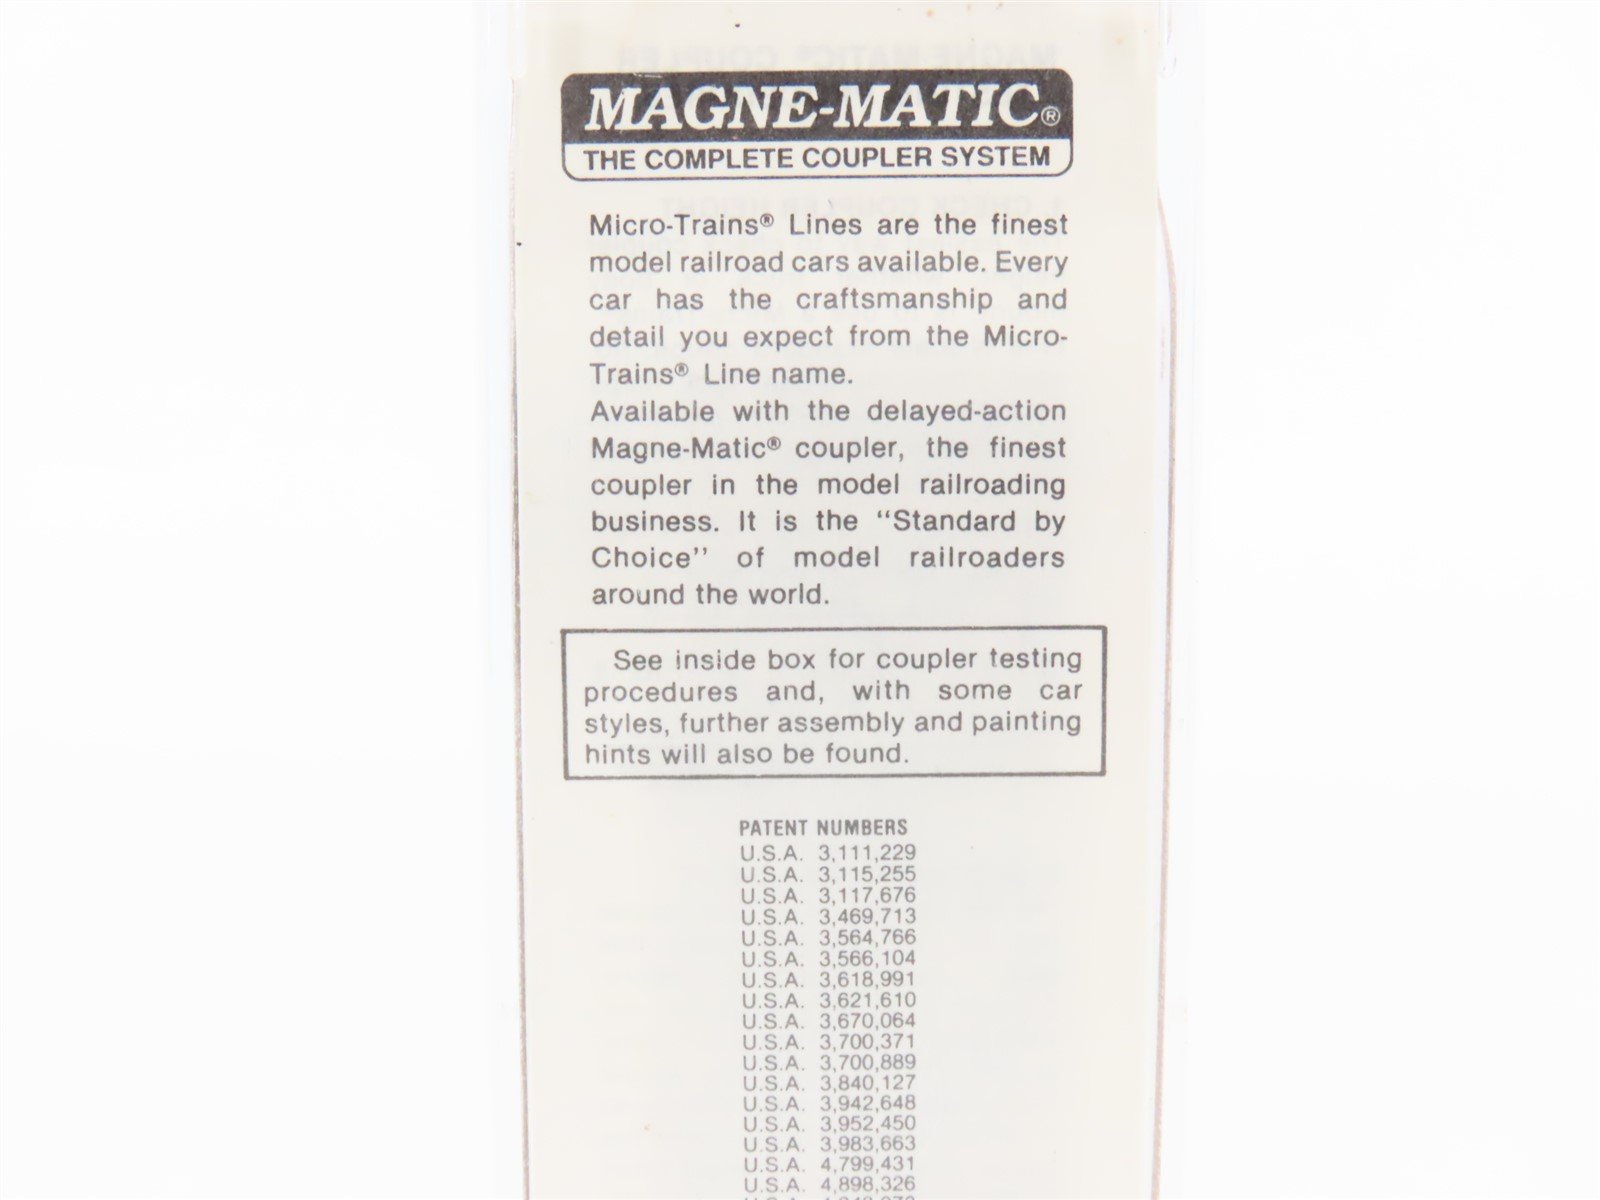 MAGNE-MATIC®
THE COMPLETE COUPLER SYSTEM
Micro-Trains® Lines are the finest
model railroad cars available. Every
car has the craftsmanship and
detail you expect from the Micro-
Trains® Line name.
Available with the delayed-action
Magne-Matic® coupler, the finest
coupler in the model railroading
business. It is the "Standard by
Choice" of model railroaders
around the world.
See inside box for coupler testing
procedures and, with some car
styles, further assembly and painting
hints will also be found.
PATENT NUMBERS
U.S.A. 3,111,229
U.S.A. 3,115,255
U.S.A. 3,117,676
U.S.A. 3,469,713
U.S.A. 3,564,766
U.S.A. 3,566,104
U.S.A. 3,618,991
U.S.A. 3,621,610
U.S.A. 3,670,064
U.S.A. 3,700,371
U.S.A. 3,700,889
U.S.A. 3,840,127
U.S.A. 3,942,648
U.S.A. 3,952,450
U.S.A. 3,983,663
U.S.A. 4,799,431
U.S.A. 4,898,326
U.S.A.